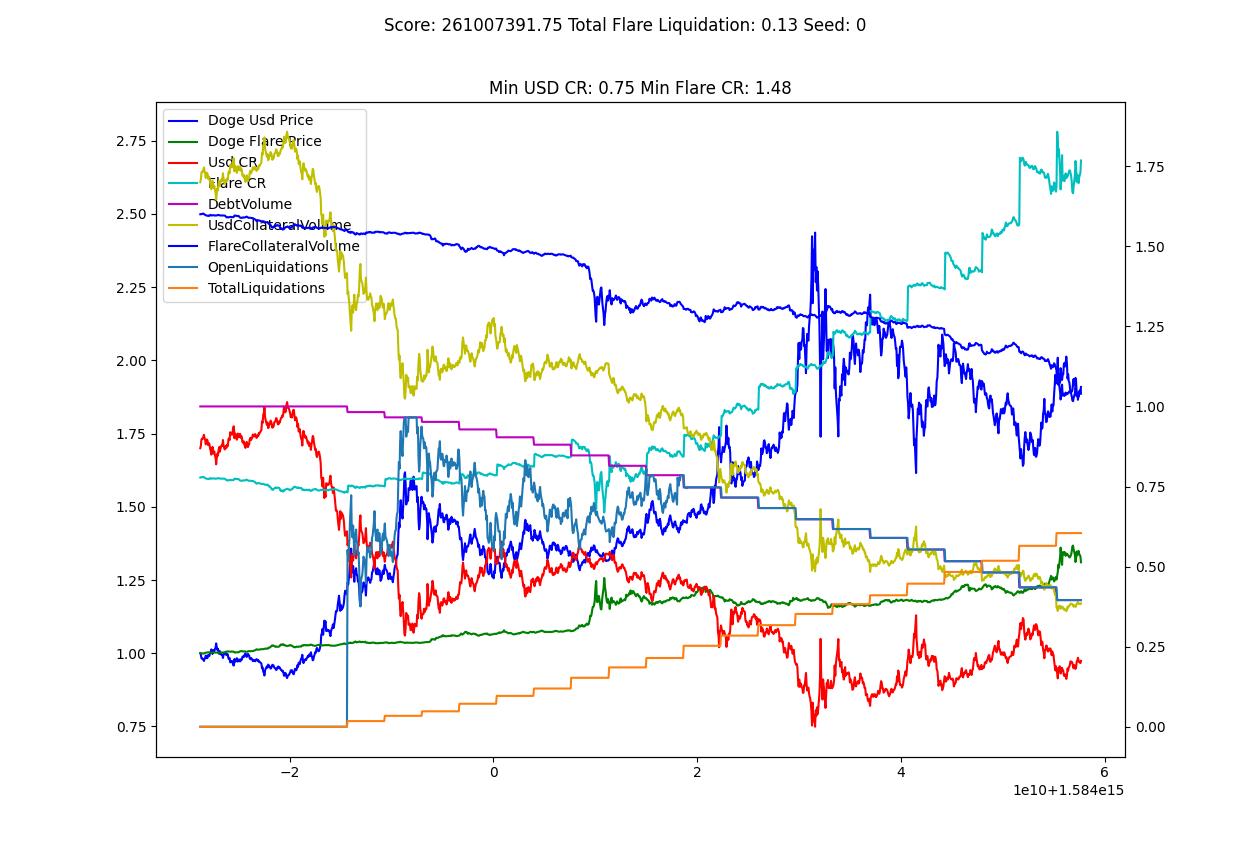 Score: 261007391.75 Total Flare Liquidation: 0.13 Seed: 0
Min USD CR: 0.75 Min Flare CR: 1.48
Doge Usd Price
Doge Flare Price
Usd CR
Flare CR
DebtVolume
UsdCollateralVolume
FlareCollateralVolume
OpenLiquidations
TotalLiquidations
2.75
2.50
2.25
2.00
1.75
1.50
1.25
1.00
0.75
1.75
1.50
1.25
1.00
0.75
0.50
0.25
0.00
−2
0
2
4
6
1e10+1.584e15